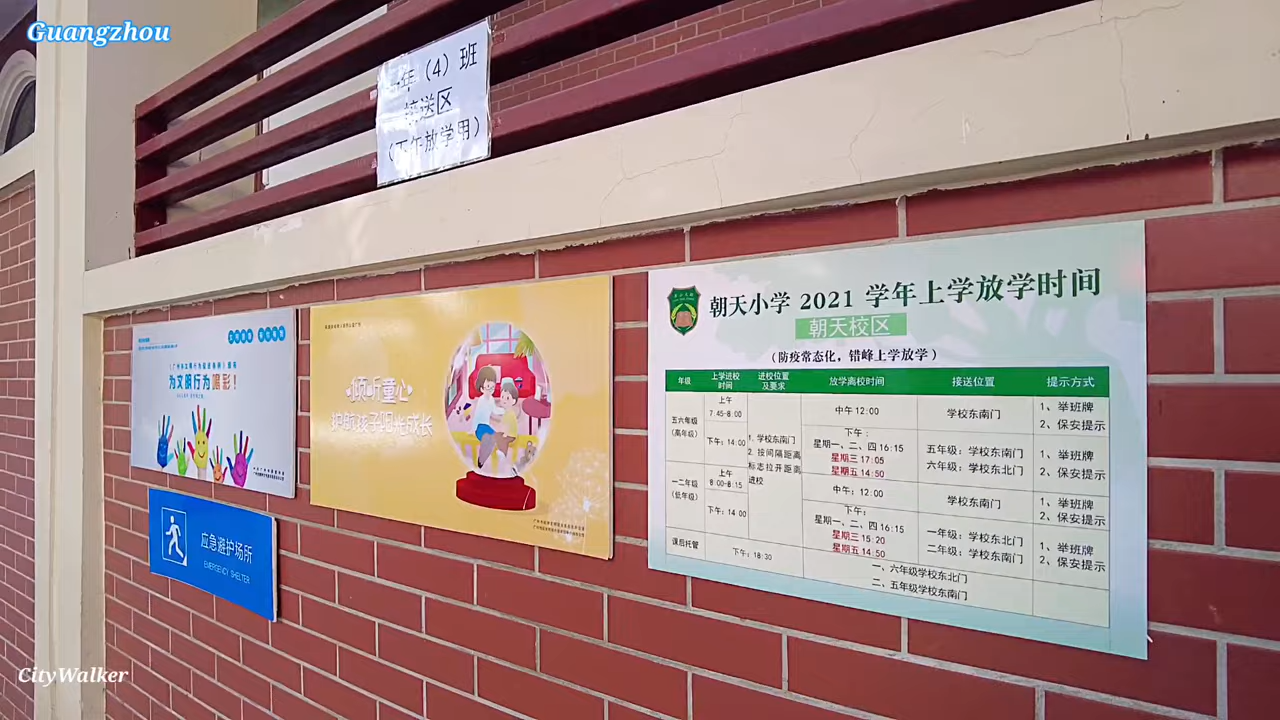 Guangzhou
年（4）班
接送区
（下午放学用）
为文明行为喝彩！
倾听童心
护航孩子阳光成长
应急避护场所
EMERGENCY SHELTER
朝天小学 2021 学年上学放学时间
朝天校区
（防疫常态化，错峰上学放学）
年级 上学进校时间 进校位置及要求 放学离校时间 接送位置 提示方式
五六年级（高年级）
上午 7:45-8:00
下午：14:00
1. 学校东南门
2. 按间隔距离标志拉开距离进校
中午 12:00
学校东南门
1、举班牌
2、保安提示
下午：
星期一、二、四 16:15
星期三 17:05
星期五 14:50
五年级：学校东南门
六年级：学校东北门
1、举班牌
2、保安提示
一二年级（低年级）
上午 8:00-8:15
下午：14:00
中午：12:00
学校东南门
1、举班牌
2、保安提示
下午：
星期一、二、四 16:15
星期三 15:20
星期五 14:50
一年级：学校东北门
二年级：学校东南门
1、举班牌
2、保安提示
课后托管
下午：18:30
一、六年级学校东北门
二、五年级学校东南门
CityWalker